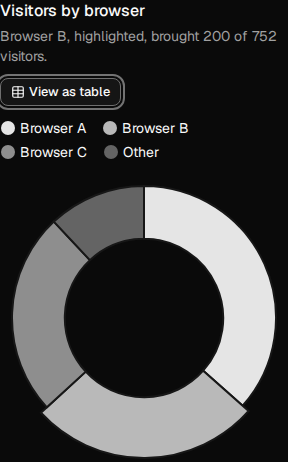 Visitors by browser
Browser B, highlighted, brought 200 of 752
visitors.
View as table
Browser A
Browser B
Browser C
Other